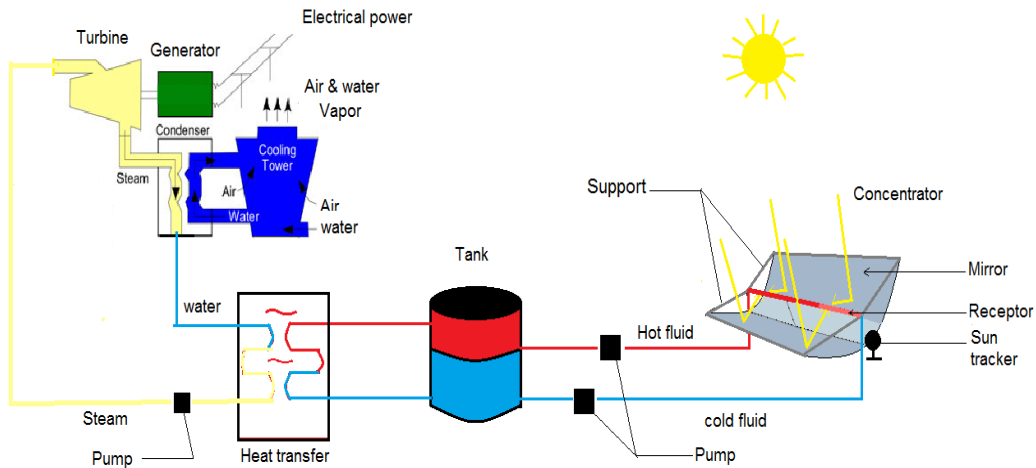 Electrical power
Turbine
Generator
Air & water
Vapor
Condenser
Cooling
Tower
Steam
Air
Air
Water
water
Support
Concentrator
Tank
Mirror
water
Receptor
Hot fluid
Sun
tracker
Steam
cold fluid
Pump
Heat transfer
Pump